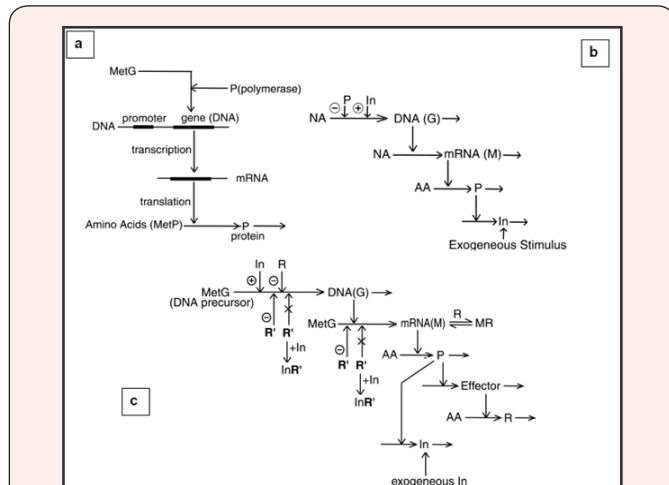 a
b
MetG
P(polymerase)
DNA promoter gene (DNA)
transcription
mRNA
translation
Amino Acids (MetP) P
protein
P In
⊖ ⊕
NA DNA (G)
NA mRNA (M)
AA P
In
Exogeneous Stimulus
In R
⊕ ⊖
MetG DNA(G)
(DNA precursor)
⊖
R' R'
+In
InR'
MetG mRNA(M) R MR
⊖
R' R'
+In
InR'
AA P
Effector
AA R
c
In
exogeneous In